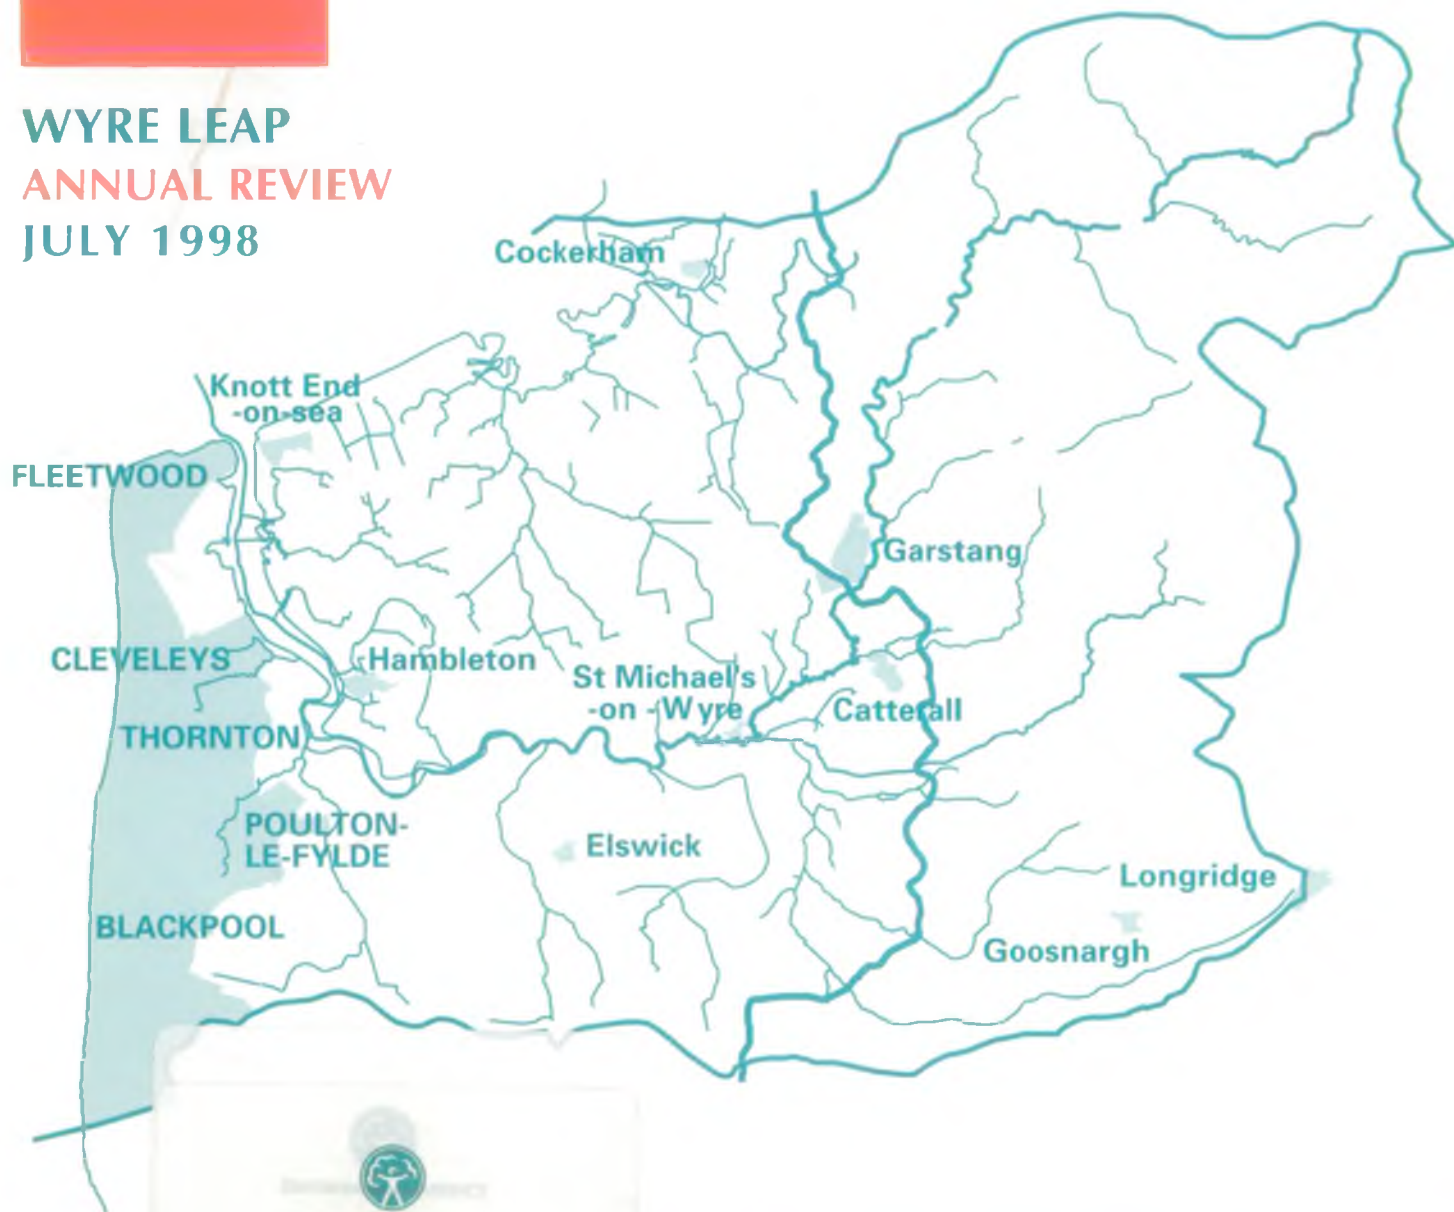 WYRE LEAP
ANNUAL REVIEW
JULY 1998
Cockerham
Knott End
-on-sea
FLEETWOOD
Garstang
CLEVELEYS
Hambleton
St Michael's
-on-Wyre
Catterall
THORNTON
POULTON-
LE-FYLDE
Elswick
Longridge
BLACKPOOL
Goosnargh